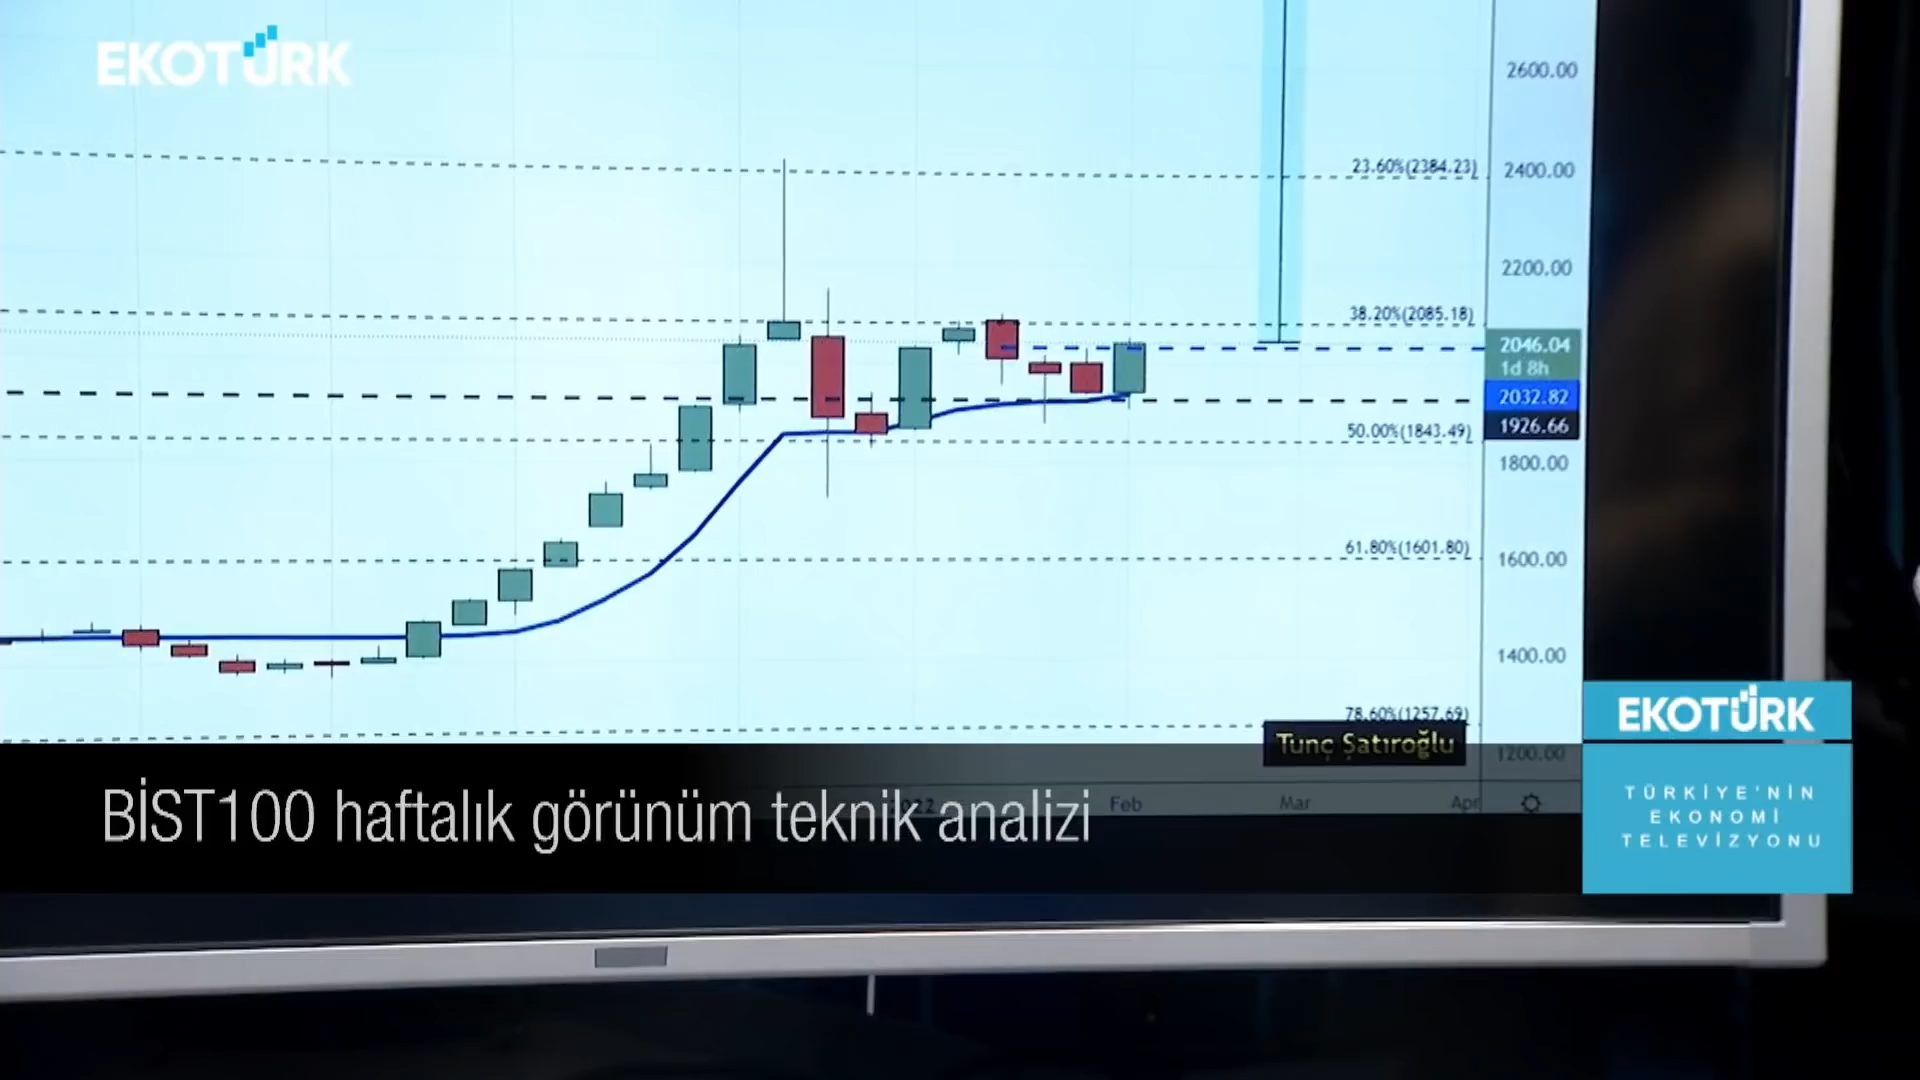 EKOTÜRK
2600.00
23.60%(2384.23)
2400.00
2200.00
38.20%(2085.18)
2046.04
1d 8h
2032.82
1926.66
50.00%(1843.49)
1800.00
61.80%(1601.80)
1600.00
1400.00
78.60%(1257.69)
Tunç Şatıroğlu
1200.00
Feb
Mar
Apr
BİST100 haftalık görünüm teknik analizi
EKOTÜRK
TÜRKİYE'NİN
EKONOMİ
TELEVİZYONU